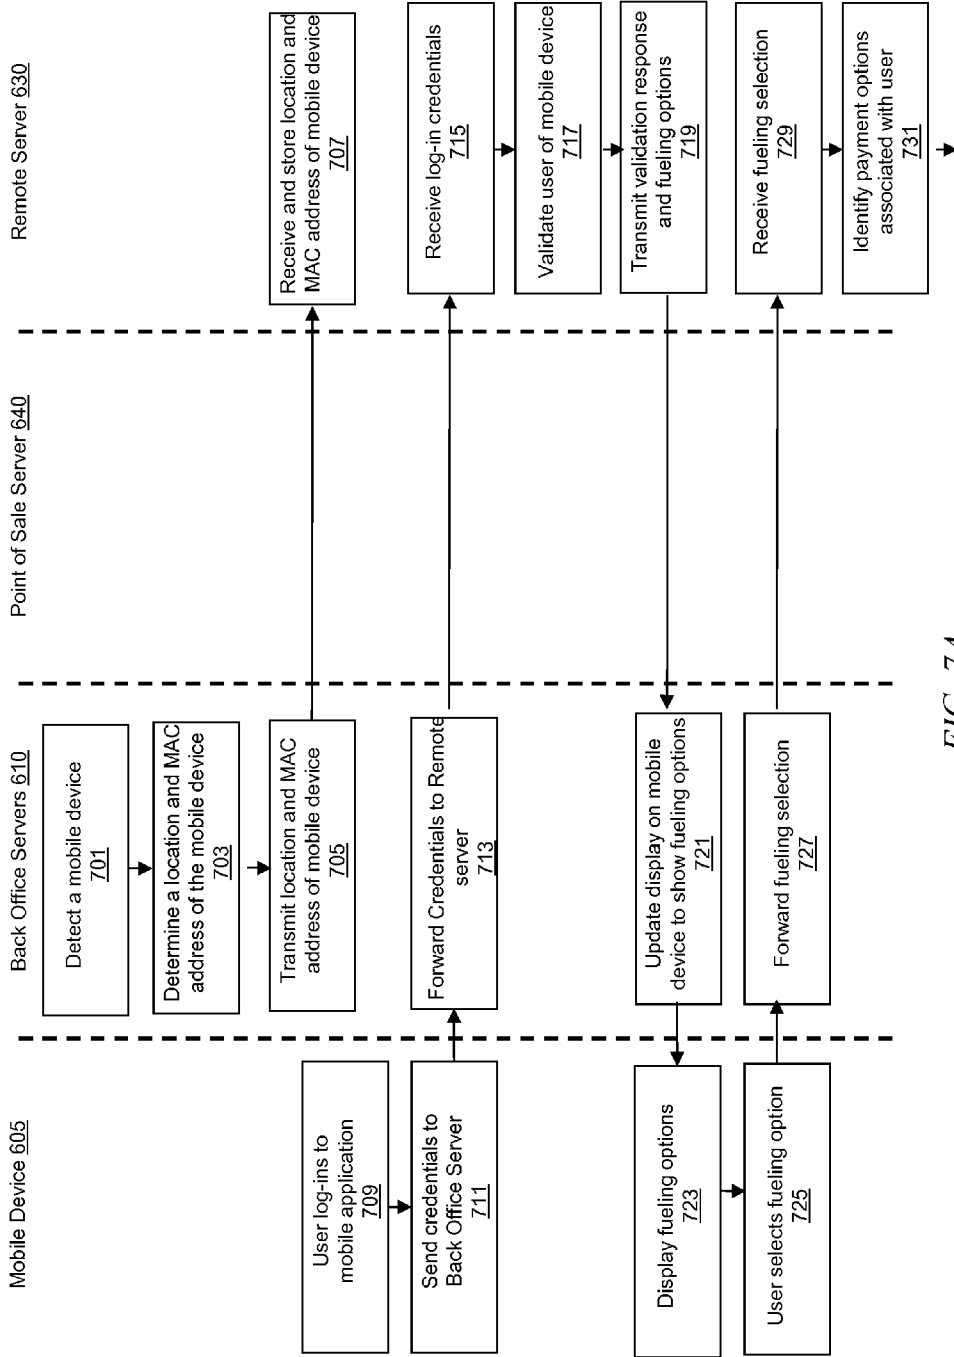 Mobile Device 605
Back Office Servers 610
Point of Sale Server 640
Remote Server 630
Detect a mobile device
701
Determine a location and MAC
address of the mobile device
703
Transmit location and MAC
address of mobile device
705
Receive and store location and
MAC address of mobile device
707
User log-ins to
mobile application
709
Send credentials to
Back Office Server
711
Forward Credentials to Remote
server
713
Receive log-in credentials
715
Validate user of mobile device
717
Transmit validation response
and fueling options
719
Update display on mobile
device to show fueling options
721
Display fueling options
723
User selects fueling option
725
Forward fueling selection
727
Receive fueling selection
729
Identify payment options
associated with user
731
FIG. 7A